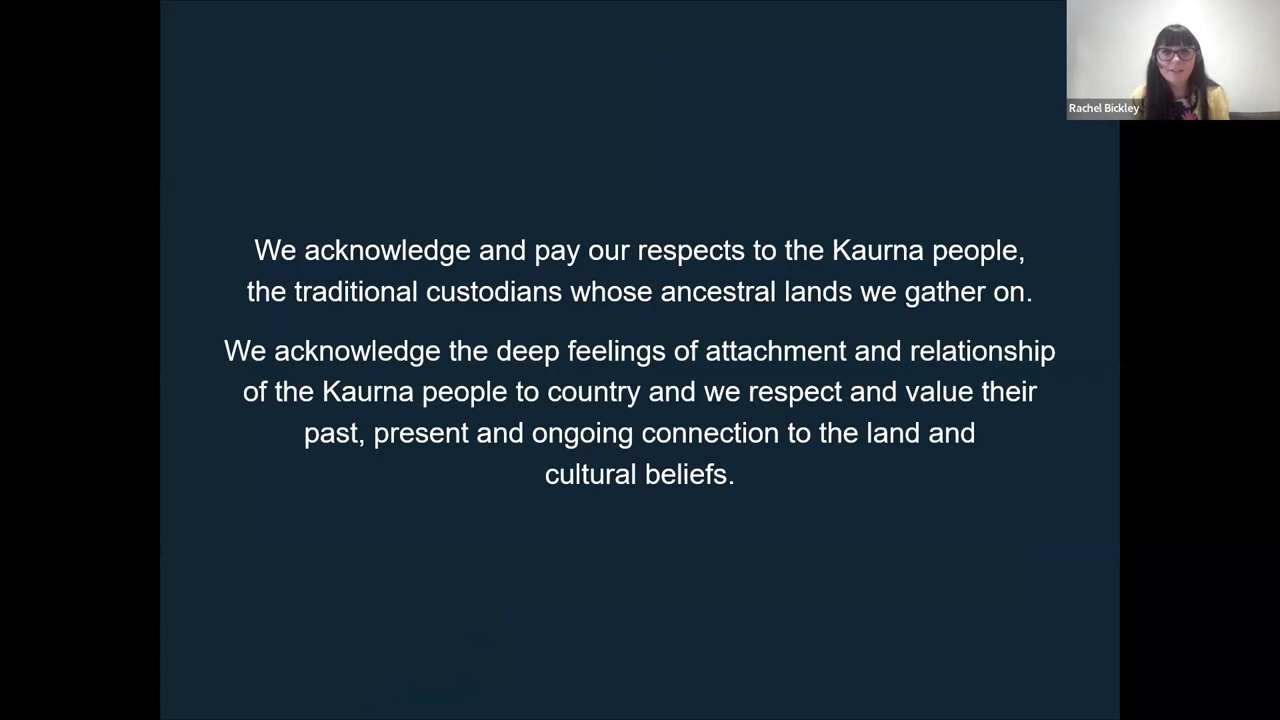 Rachel Bickley
We acknowledge and pay our respects to the Kaurna people,
the traditional custodians whose ancestral lands we gather on.
We acknowledge the deep feelings of attachment and relationship
of the Kaurna people to country and we respect and value their
past, present and ongoing connection to the land and
cultural beliefs.